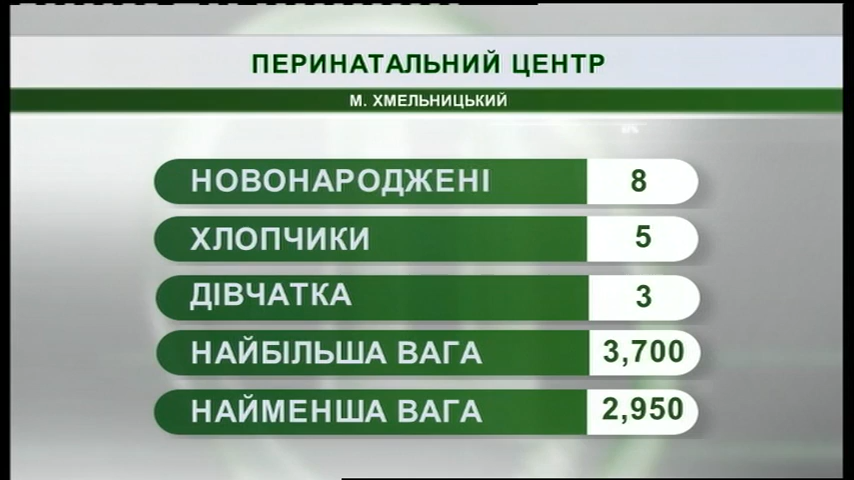 ПЕРИНАТАЛЬНИЙ ЦЕНТР
М. ХМЕЛЬНИЦЬКИЙ
НОВОНАРОДЖЕНІ 8
ХЛОПЧИКИ 5
ДІВЧАТКА 3
НАЙБІЛЬША ВАГА 3,700
НАЙМЕНША ВАГА 2,950